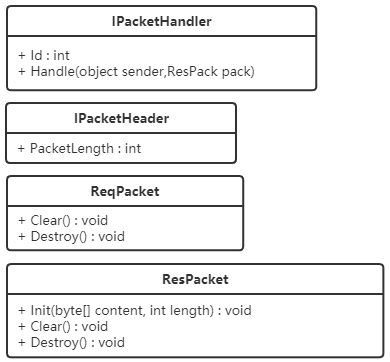 IPacketHandler
+ Id : int
+ Handle(object sender,ResPack pack)
IPacketHeader
+ PacketLength : int
ReqPacket
+ Clear() : void
+ Destroy() : void
ResPacket
+ Init(byte[] content, int length) : void
+ Clear() : void
+ Destroy() : void